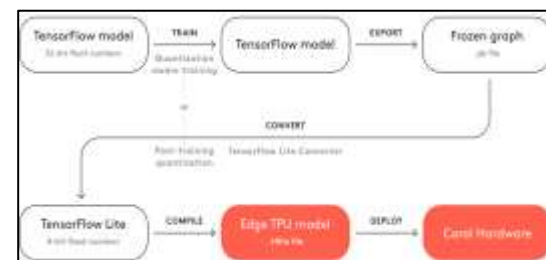 TensorFlow model
32-bit float numbers
TRAIN
Quantization
aware training
TensorFlow model
EXPORT
Frozen graph
.pb file
CONVERT
Post-training
quantization
TensorFlow Lite Converter
TensorFlow Lite
8-bit fixed numbers
COMPILE
Edge TPU model
.tflite file
DEPLOY
Coral Hardware